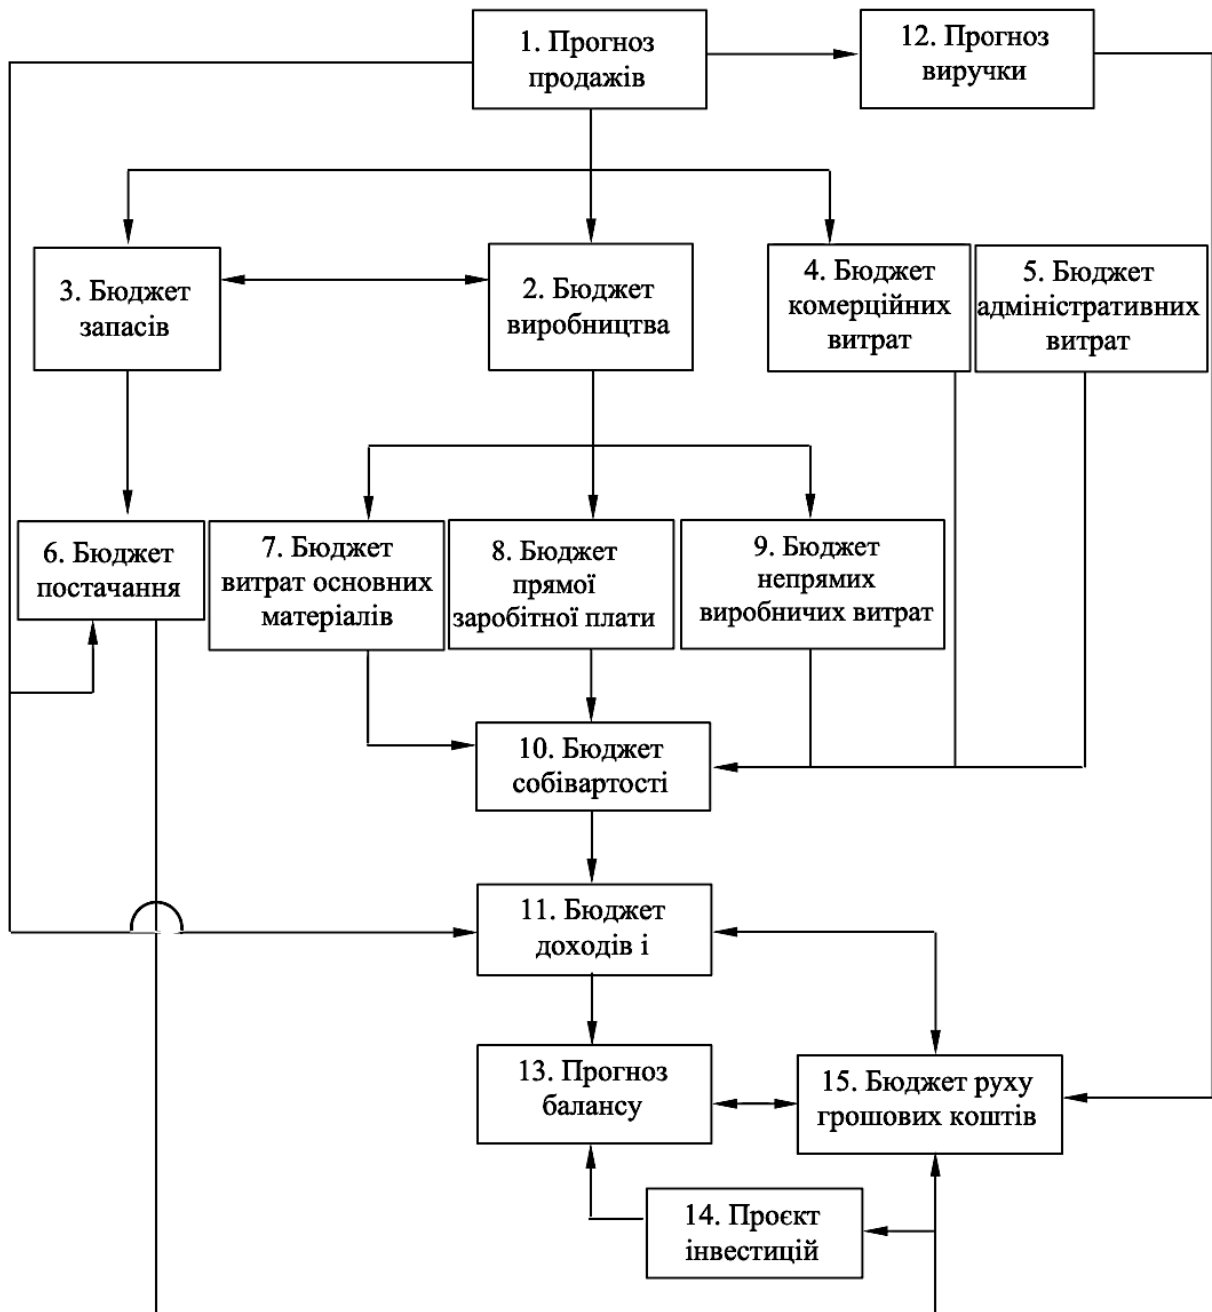 1. Прогноз
продажів
12. Прогноз
виручки
3. Бюджет
запасів
2. Бюджет
виробництва
4. Бюджет
комерційних
витрат
5. Бюджет
адміністративних
витрат
6. Бюджет
постачання
7. Бюджет
витрат основних
матеріалів
8. Бюджет
прямої
заробітної плати
9. Бюджет
непрямих
виробничих витрат
10. Бюджет
собівартості
11. Бюджет
доходів і
13. Прогноз
балансу
15. Бюджет руху
грошових коштів
14. Проєкт
інвестицій